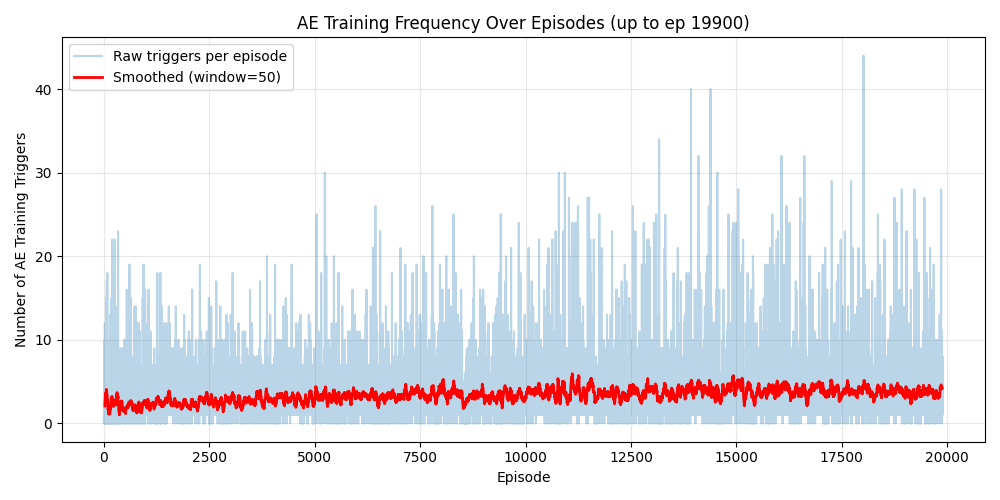 AE Training Frequency Over Episodes (up to ep 19900)
Raw triggers per episode
Smoothed (window=50)
Number of AE Training Triggers
40
30
20
10
0
0
2500
5000
7500
10000
12500
15000
17500
20000
Episode